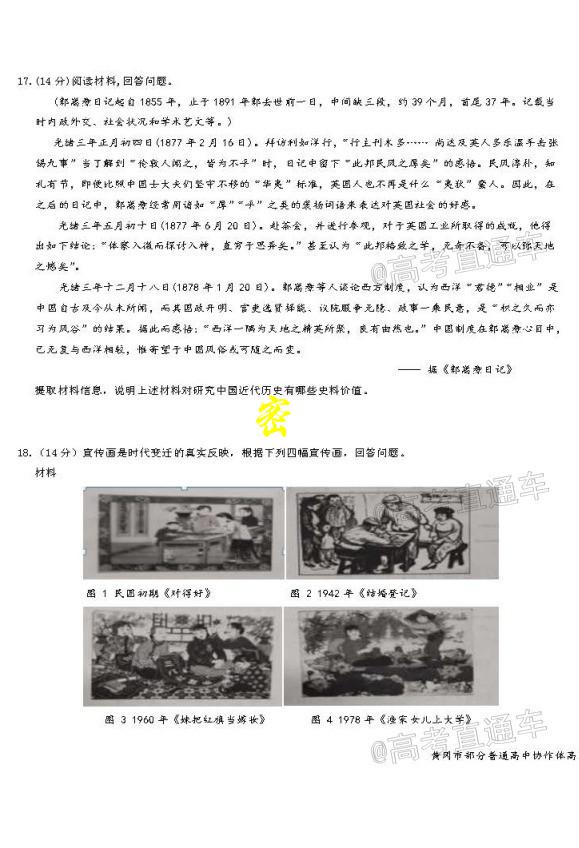 17.(14分)阅读材料,回答问题。
(郭嵩焘日记起自1855年，止于1891年郭去世前一日，中间缺三段，约39个月，首尾37年。记载当
时内政外交、社会状况和学术艺文等。)
光绪三年正月初四(1877年2月16日)。拜访利如洋行，“行主刊木多…… 尚达及英人多乐温手击张
锡九事”当了解到“伦敦人闻之，皆为不平”时，日记中留下“此邦民风之厚矣”的感悟。民风淳朴，知
礼有节，即使比照中国士大夫们坚牢不移的“华夷”标准，英国人也不再是什么“夷狄”蛮人。因此，在
之后的日记中，郭嵩焘经常用诸如“厚”“平”之类的褒扬词语来表达对英国社会的好感。
光绪三年五月初十日(1877年6月20日)。赴茶会，并进行参观，对于英国工业所取得的成就，他得
出如下结论：“体察入微而探讨入神，直穷于思异矣。”甚至认为“此邦格致之学，无奇不备，可以弥天地
之憾矣”。
光绪三年十二月十八日(1878年1月20日)。郭嵩焘等人谈论西方制度，认为西洋“君德”“相业”是
中国自古及今从未所闻，而其国政开明、官吏选贤择能、议院服争无隐、政事一乘民意，是“积之久而亦
习为风俗”的结果。据此而感悟：“西洋一隅为天地之精英所聚，良有由然也。”中国制度在郭嵩焘心目中，
已无复与西洋相较，惟寄望于中国风俗或可随之而变。
—— 据《郭嵩焘日记》
提取材料信息，说明上述材料对研究中国近代历史有哪些史料价值。
密
18.（14分）宣传画是时代变迁的真实反映，根据下列四幅宣传画，回答问题。
材料
图 1 民国初期《对得好》
图 2 1942年《结婚登记》
图 3 1960年《妹把红旗当嫁妆》
图 4 1978年《渔家女儿上大学》
黄冈市部分普通高中协作体高
@高考直通车
@高考直通车
@高考直通车